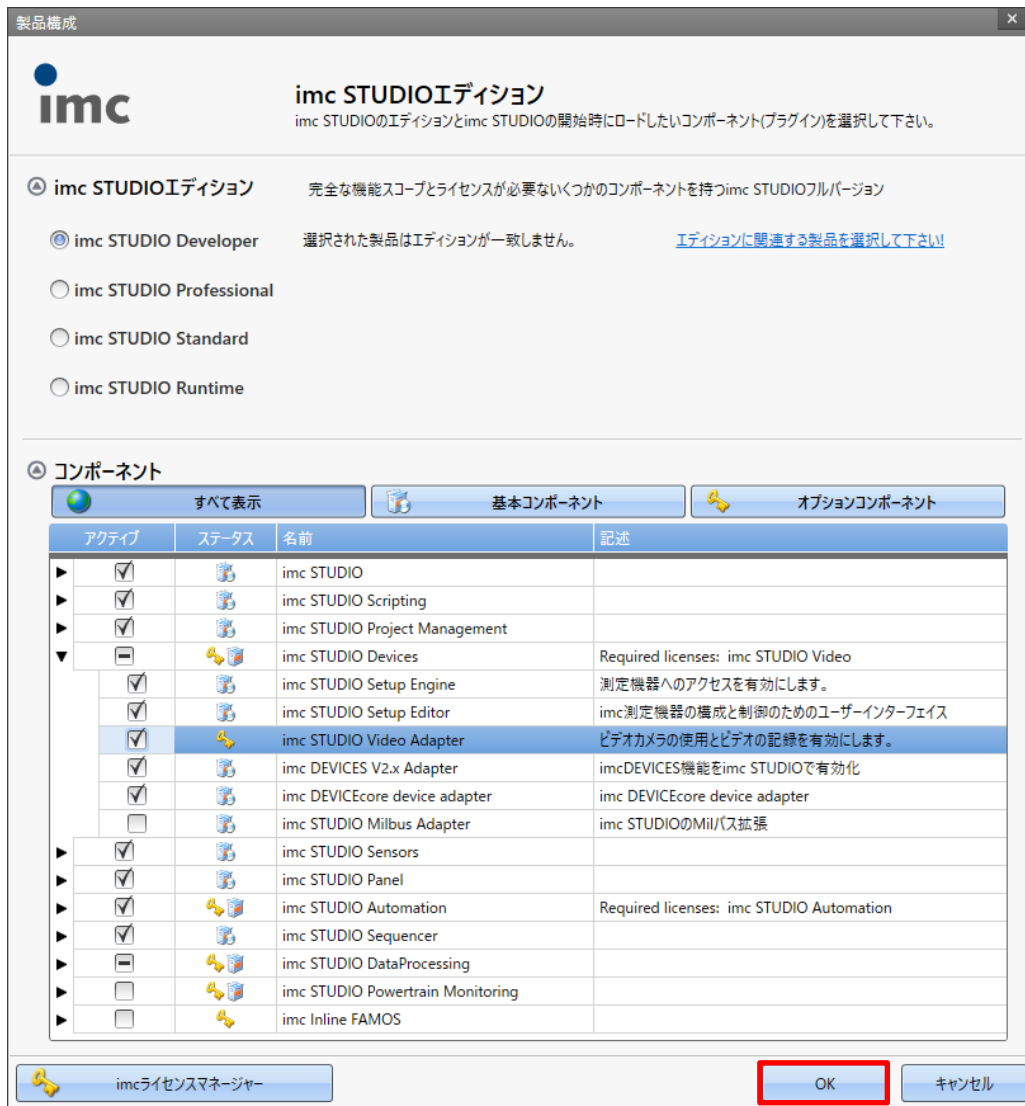 製品構成
imc
imc STUDIOエディション
imc STUDIOのエディションとimc STUDIOの開始時にロードしたいコンポーネント(プラグイン)を選択して下さい。
imc STUDIOエディション 完全な機能スコープとライセンスが必要ないくつかのコンポーネントを持つimc STUDIOフルバージョン
imc STUDIO Developer 選択された製品はエディションが一致しません。 エディションに関連する製品を選択して下さい!
imc STUDIO Professional
imc STUDIO Standard
imc STUDIO Runtime
コンポーネント
すべて表示 基本コンポーネント オプションコンポーネント
アクティブ ステータス 名前 記述
imc STUDIO
imc STUDIO Scripting
imc STUDIO Project Management
imc STUDIO Devices Required licenses: imc STUDIO Video
imc STUDIO Setup Engine 測定機器へのアクセスを有効にします。
imc STUDIO Setup Editor imc測定機器の構成と制御のためのユーザーインターフェイス
imc STUDIO Video Adapter ビデオカメラの使用とビデオの記録を有効にします。
imc DEVICES V2.x Adapter imcDEVICES機能をimc STUDIOで有効化
imc DEVICEcore device adapter imc DEVICEcore device adapter
imc STUDIO Milbus Adapter imc STUDIOのMilバス拡張
imc STUDIO Sensors
imc STUDIO Panel
imc STUDIO Automation Required licenses: imc STUDIO Automation
imc STUDIO Sequencer
imc STUDIO DataProcessing
imc STUDIO Powertrain Monitoring
imc Inline FAMOS
imcライセンスマネージャー OK キャンセル